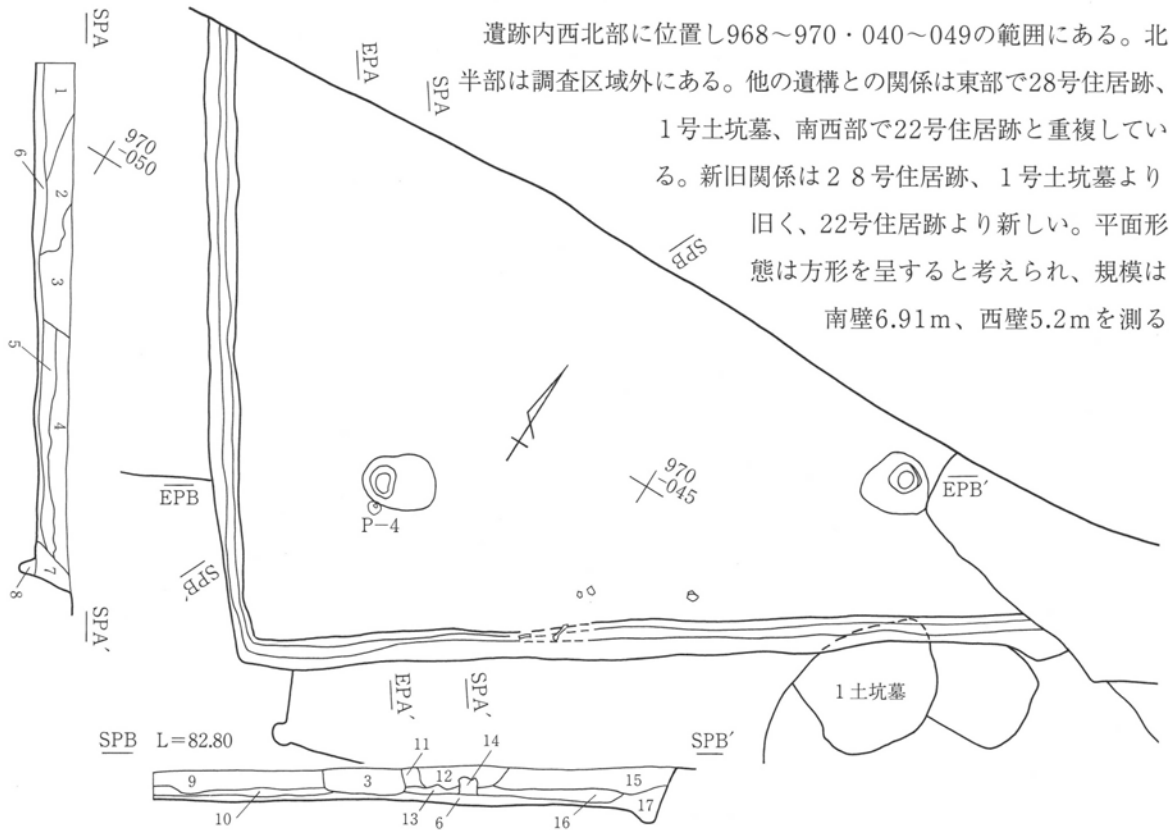 遺跡内西北部に位置し968～970・040～049の範囲にある。北
半部は調査区域外にある。他の遺構との関係は東部で28号住居跡、
1号土坑墓、南西部で22号住居跡と重複してい
る。新旧関係は28号住居跡、1号土坑墓より
旧く、22号住居跡より新しい。平面形
態は方形を呈すると考えられ、規模は
南壁6.91m、西壁5.2mを測る
SPA
EPA
SPA
SPB
1
6
970
-050
2
3
5
4
7
8
SPA′
EPB
P-4
970
-045
EPB′
SPB′
1土坑墓
EPA′
SPA′
SPB L=82.80
SPB′
11
14
9
3
12
15
10
13
6
16
17